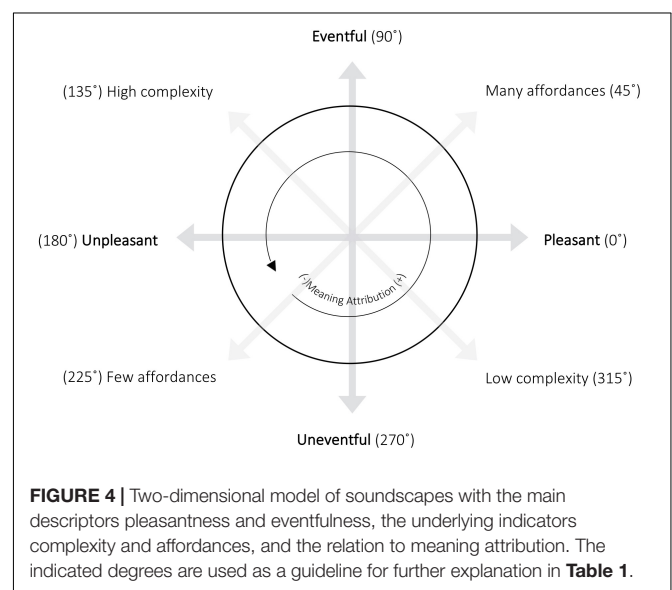 Eventful (90˚)
(135˚) High complexity
Many affordances (45˚)
(180˚) Unpleasant
Pleasant (0˚)
(-)Meaning Attribution (+)
(225˚) Few affordances
Low complexity (315˚)
Uneventful (270˚)
FIGURE 4 | Two-dimensional model of soundscapes with the main
descriptors pleasantness and eventfulness, the underlying indicators
complexity and affordances, and the relation to meaning attribution. The
indicated degrees are used as a guideline for further explanation in Table 1.